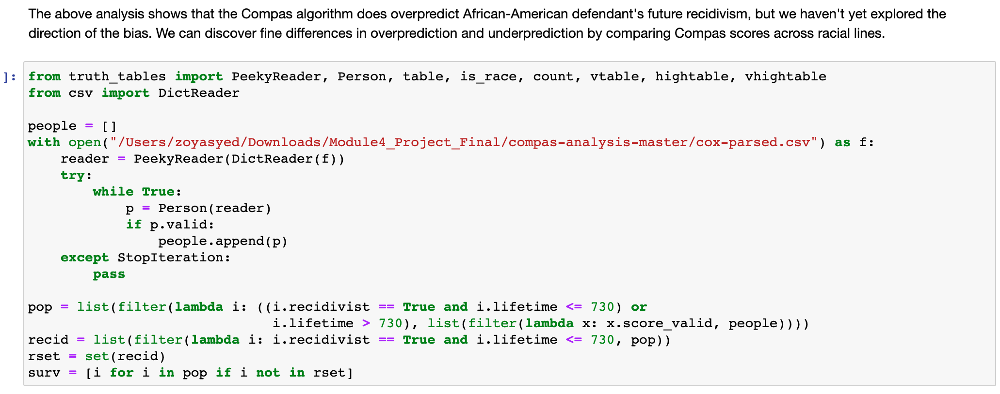 The above analysis shows that the Compas algorithm does overpredict African-American defendant's future recidivism, but we haven't yet explored the
direction of the bias. We can discover fine differences in overprediction and underprediction by comparing Compas scores across racial lines.
]: from truth_tables import PeekyReader, Person, table, is_race, count, vtable, hightable, vhightable
from csv import DictReader

people = []
with open("/Users/zoyasyed/Downloads/Module4_Project_Final/compas-analysis-master/cox-parsed.csv") as f:
    reader = PeekyReader(DictReader(f))
    try:
        while True:
            p = Person(reader)
            if p.valid:
                people.append(p)
    except StopIteration:
        pass

pop = list(filter(lambda i: ((i.recidivist == True and i.lifetime <= 730) or
                              i.lifetime > 730), list(filter(lambda x: x.score_valid, people))))
recid = list(filter(lambda i: i.recidivist == True and i.lifetime <= 730, pop))
rset = set(recid)
surv = [i for i in pop if i not in rset]